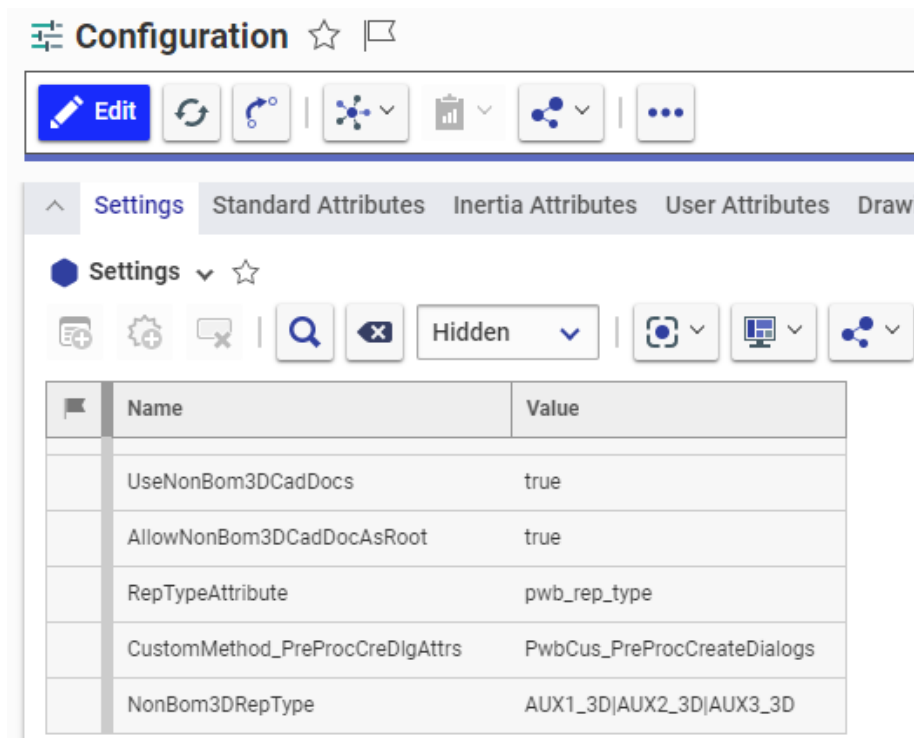 Configuration
Edit
Settings Standard Attributes Inertia Attributes User Attributes Draw
Settings
Hidden
Name Value
UseNonBom3DCadDocs true
AllowNonBom3DCadDocAsRoot true
RepTypeAttribute pwb_rep_type
CustomMethod_PreProcCreDlgAttrs PwbCus_PreProcCreateDialogs
NonBom3DRepType AUX1_3D|AUX2_3D|AUX3_3D